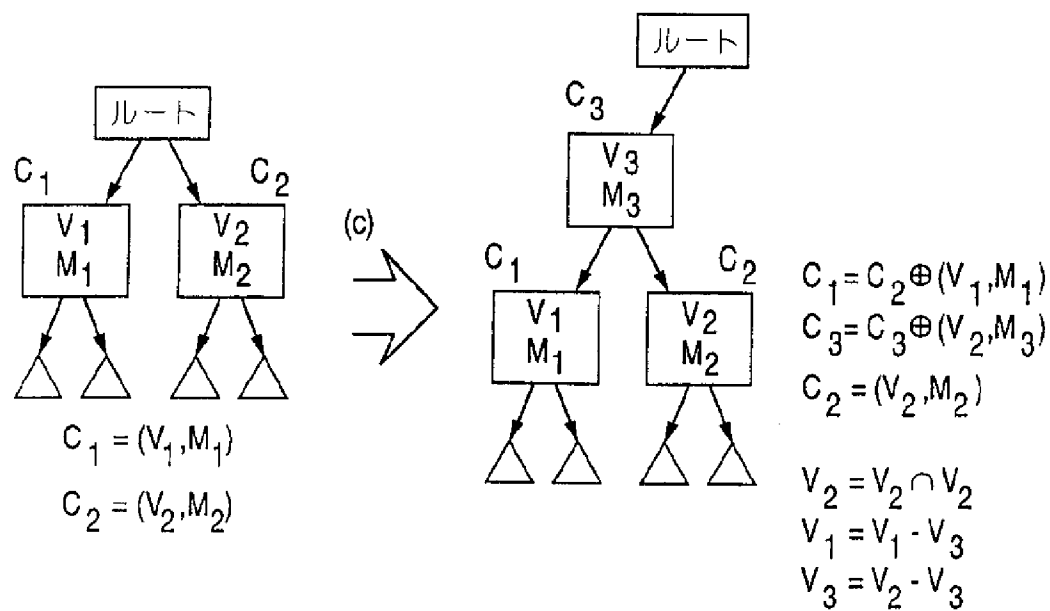 ルート
C₁ C₂
V₁ V₂
M₁ M₂
C₁ = (V₁,M₁)
C₂ = (V₂,M₂)
(c)
ルート
C₃
V₃
M₃
C₁ C₂
V₁ V₂
M₁ M₂
C₁ = C₂ ⊕ (V₁,M₁)
C₃ = C₃ ⊕ (V₂,M₃)
C₂ = (V₂,M₂)
V₂ = V₂ ∩ V₂
V₁ = V₁ - V₃
V₃ = V₂ - V₃